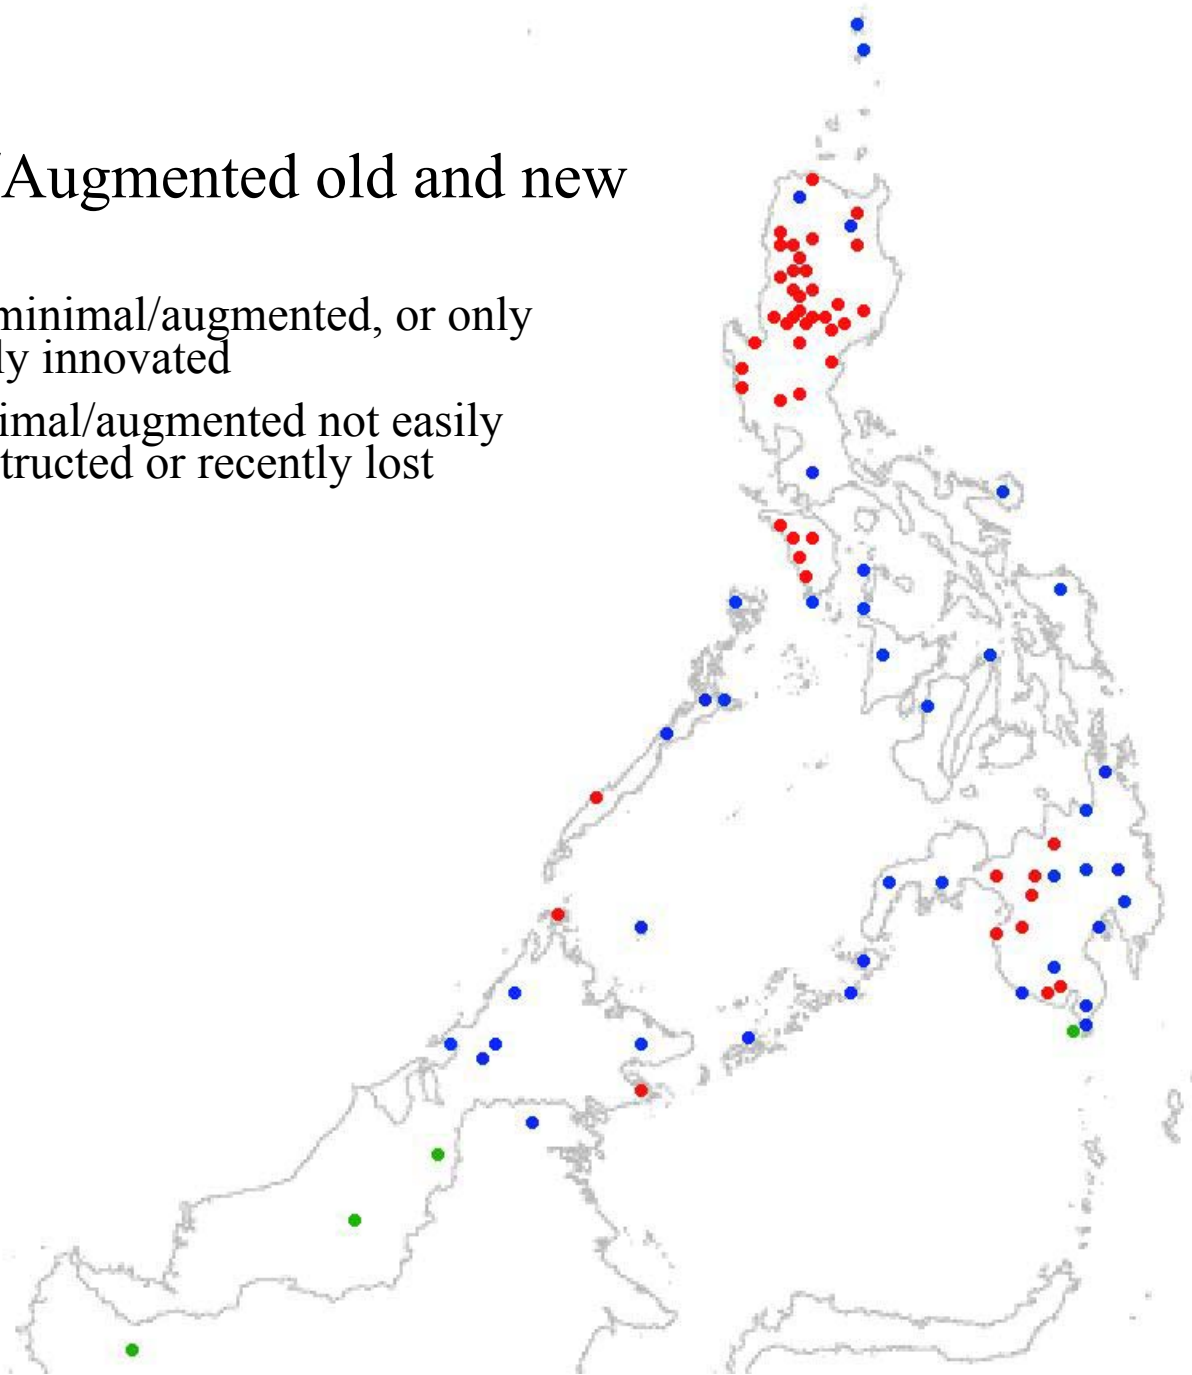 /Augmented old and new
minimal/augmented, or only
ly innovated
imal/augmented not easily
tructed or recently lost